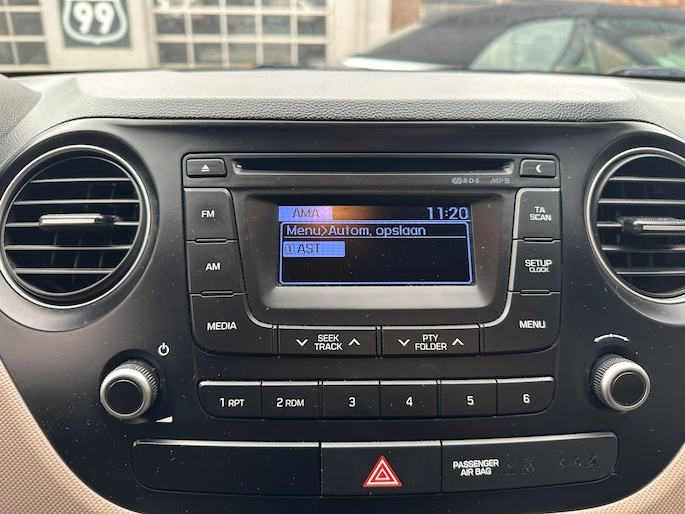 99
RDS MP3
FM
AMA 11:20
TA
SCAN
Menu>Autom. opslaan
1 AST
AM
SETUP
CLOCK
MEDIA
SEEK
TRACK
PTY
FOLDER
MENU
1 RPT
2 RDM
3
4
5
6
PASSENGER
AIR BAG